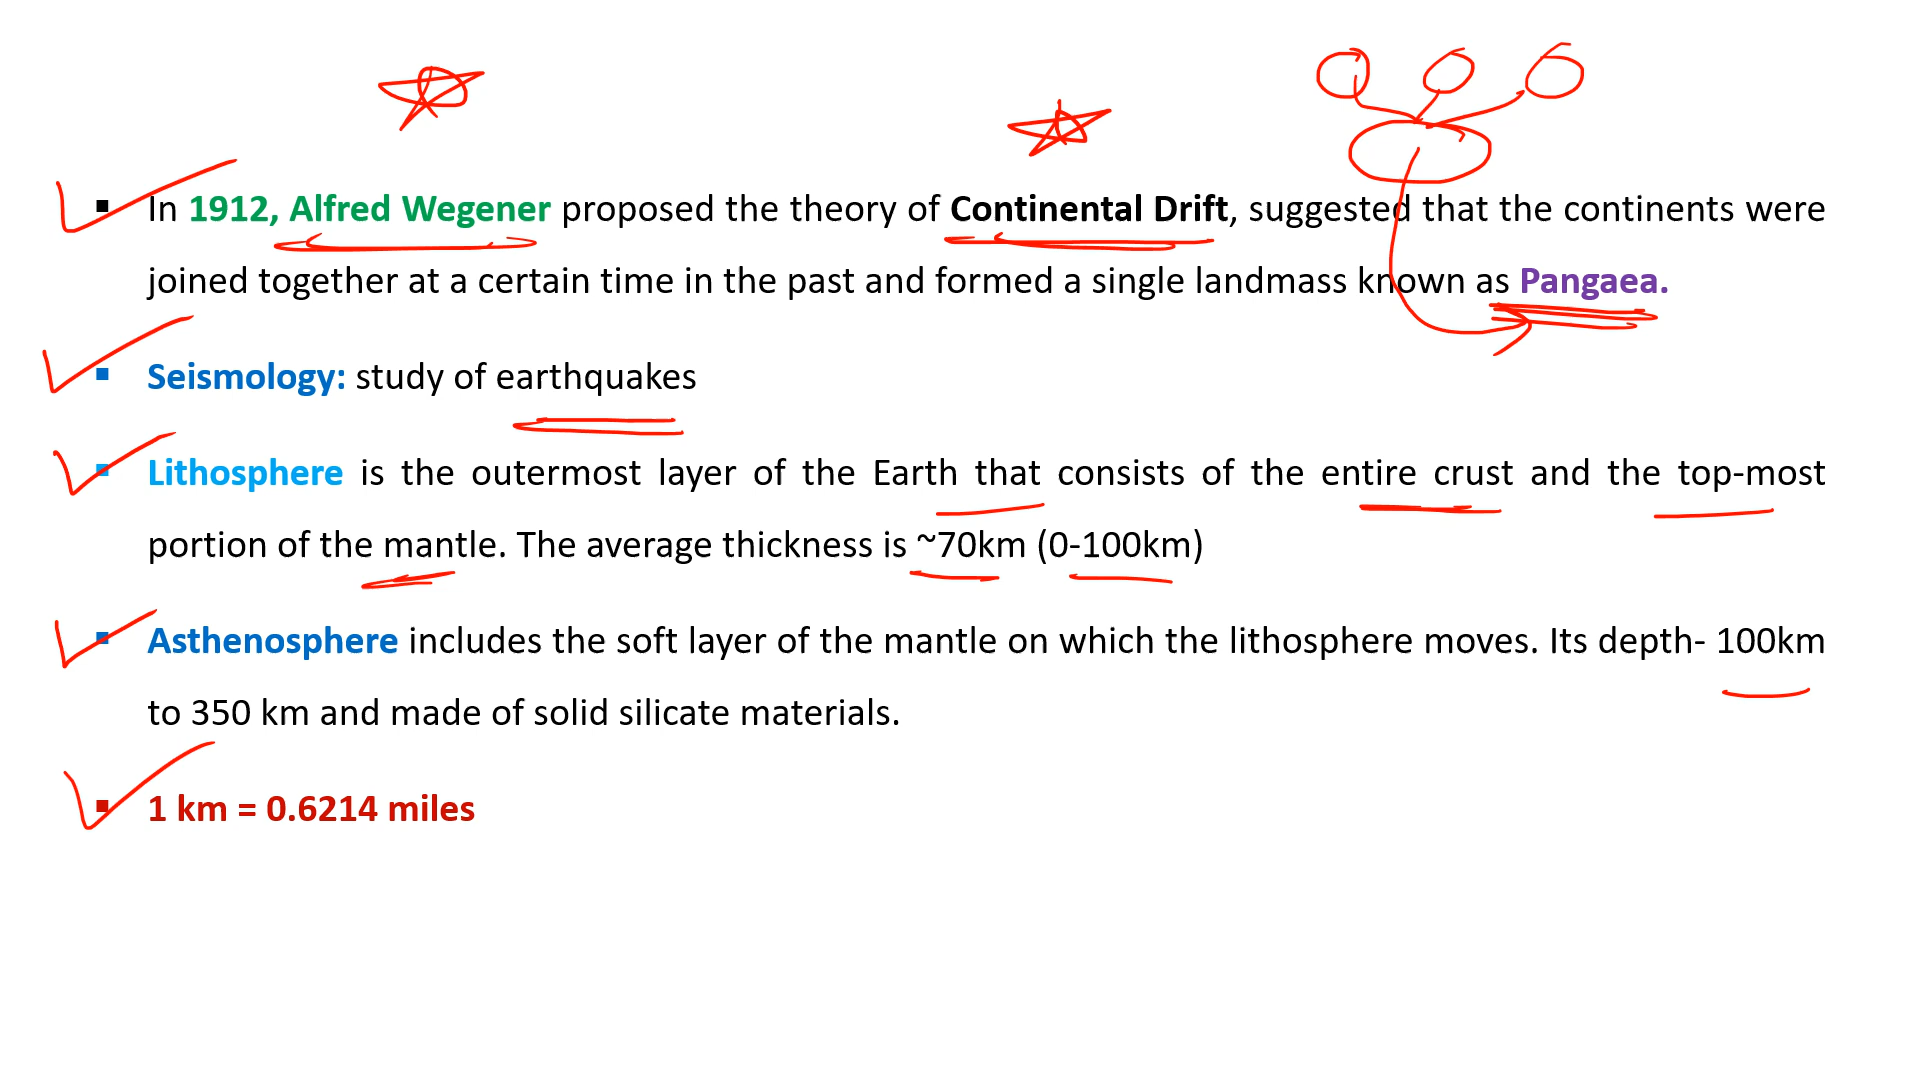 ▪ In 1912, Alfred Wegener proposed the theory of Continental Drift, suggested that the continents were
joined together at a certain time in the past and formed a single landmass known as Pangaea.
▪ Seismology: study of earthquakes
▪ Lithosphere is the outermost layer of the Earth that consists of the entire crust and the top-most
portion of the mantle. The average thickness is ~70km (0-100km)
▪ Asthenosphere includes the soft layer of the mantle on which the lithosphere moves. Its depth- 100km
to 350 km and made of solid silicate materials.
▪ 1 km = 0.6214 miles